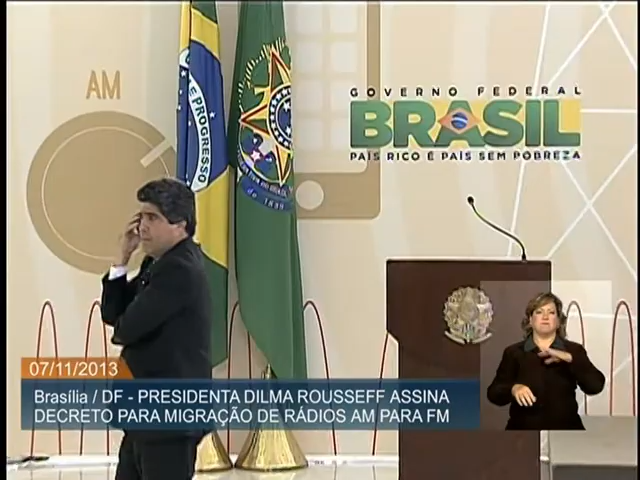 AM
GOVERNO FEDERAL
BRASIL
PAÍS RICO É PAÍS SEM POBREZA
E PROGRESSO
07/11/2013
Brasília / DF - PRESIDENTA DILMA ROUSSEFF ASSINA
DECRETO PARA MIGRAÇÃO DE RÁDIOS AM PARA FM